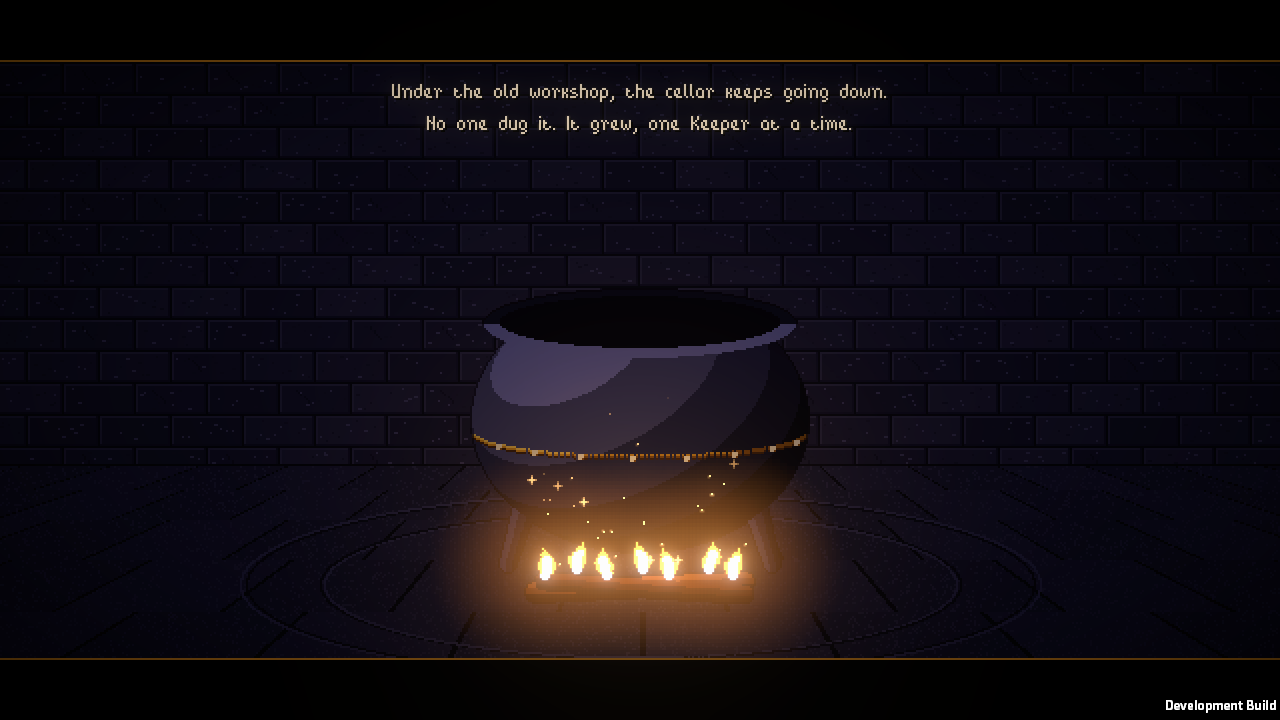 Under the old workshop, the cellar keeps going down.
No one dug it. It grew, one Keeper at a time.
Development Build